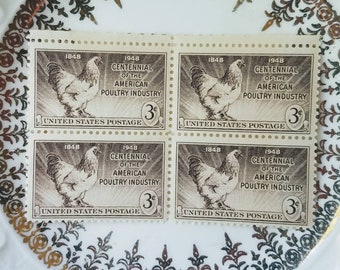 1848 1948
CENTENNIAL
OF THE
AMERICAN
POULTRY INDUSTRY
3¢
UNITED STATES POSTAGE
1848 1948
CENTENNIAL
OF THE
AMERICAN
POULTRY INDUSTRY
3¢
UNITED STATES POSTAGE
1848 1948
CENTENNIAL
OF THE
AMERICAN
POULTRY INDUSTRY
3¢
UNITED STATES POSTAGE
1848 1948
CENTENNIAL
OF THE
AMERICAN
POULTRY INDUSTRY
3¢
UNITED STATES POSTAGE